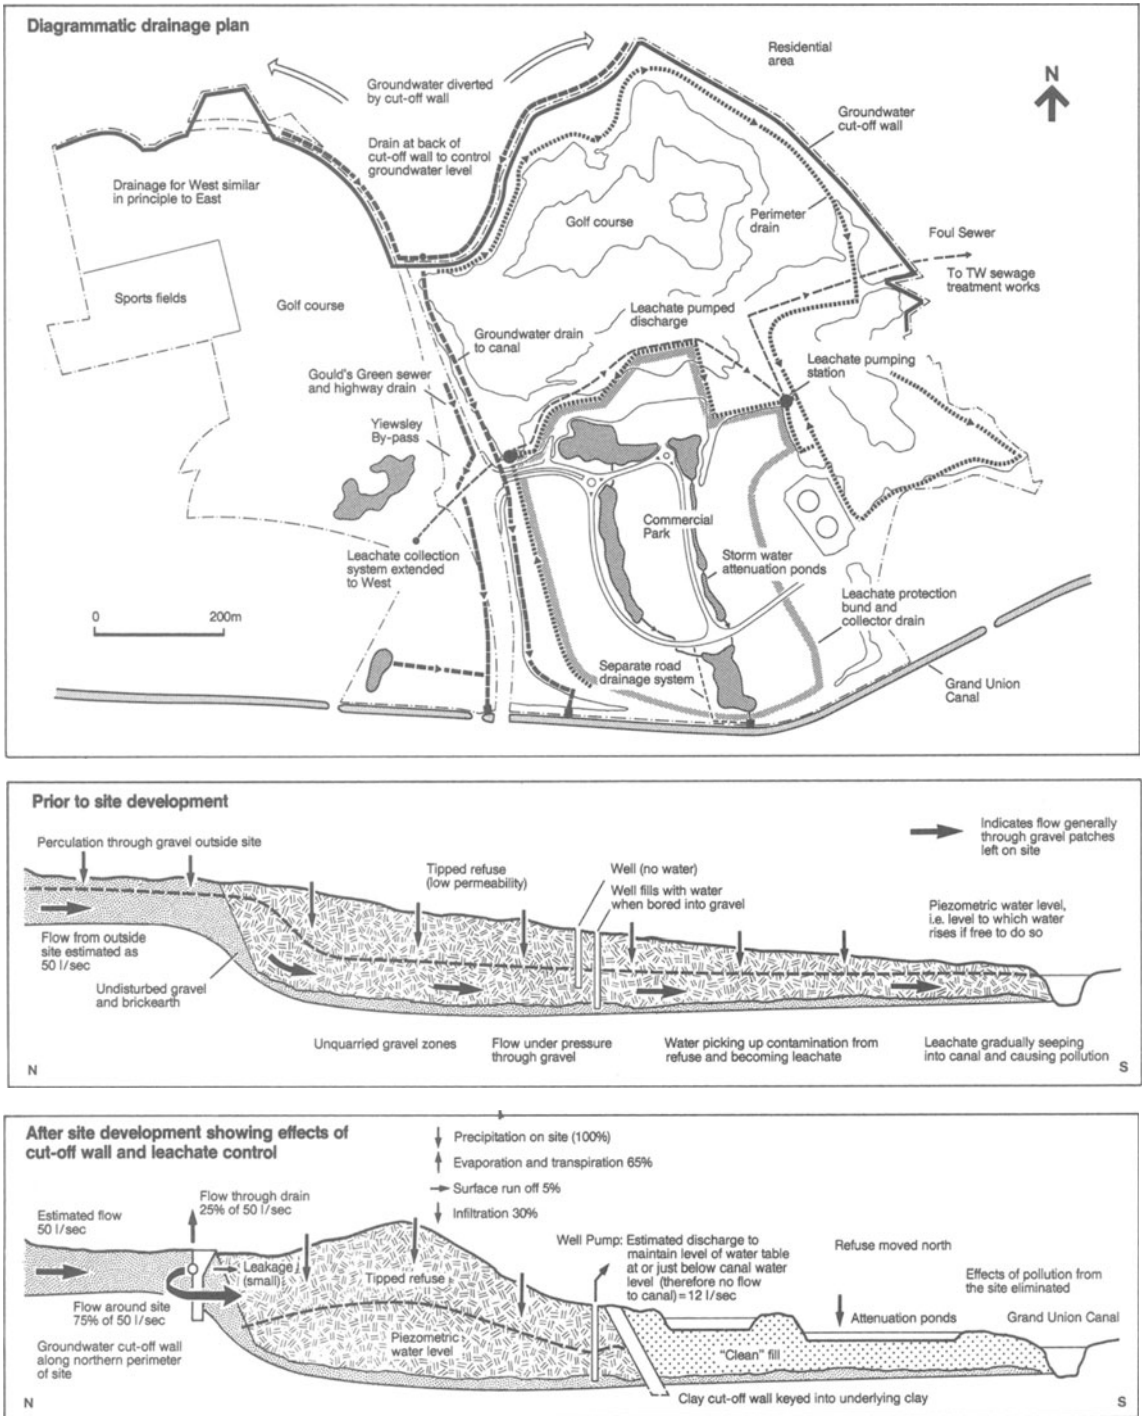 Diagrammatic drainage plan
Residential
area
N
Groundwater diverted
by cut-off wall
Groundwater
cut-off wall
Drain at back of
cut-off wall to control
groundwater level
Drainage for West similar
in principle to East
Golf course
Perimeter
drain
Foul Sewer
To TW sewage
treatment works
Sports fields
Golf course
Leachate pumped
discharge
Groundwater drain
to canal
Leachate pumping
station
Gould's Green sewer
and highway drain
Yiewsley
By-pass
Commercial
Park
Leachate collection
system extended
to West
Storm water
attenuation ponds
0
200m
Leachate protection
bund and
collector drain
Separate road
drainage system
Grand Union
Canal
Prior to site development
Perculation through gravel outside site
Tipped refuse
(low permeability)
Well (no water)
Well fills with water
when bored into gravel
Indicates flow generally
through gravel patches
left on site
Piezometric water level,
i.e. level to which water
rises if free to do so
Flow from outside
site estimated as
50 l/sec
Undisturbed gravel
and brickearth
Unquarried gravel zones
Flow under pressure
through gravel
Water picking up contamination from
refuse and becoming leachate
Leachate gradually seeping
into canal and causing pollution
N
S
After site development showing effects of
cut-off wall and leachate control
Precipitation on site (100%)
Evaporation and transpiration 65%
Surface run off 5%
Infiltration 30%
Flow through drain
25% of 50 l/sec
Estimated flow
50 l/sec
Leakage
(small)
Tipped refuse
Well Pump: Estimated discharge to
maintain level of water table
at or just below canal water
level (therefore no flow
to canal) = 12 l/sec
Refuse moved north
Effects of pollution from
the site eliminated
Flow around site
75% of 50 l/sec
Attenuation ponds
Grand Union Canal
Piezometric
water level
Groundwater cut-off wall
along northern perimeter
of site
"Clean" fill
Clay cut-off wall keyed into underlying clay
N
S